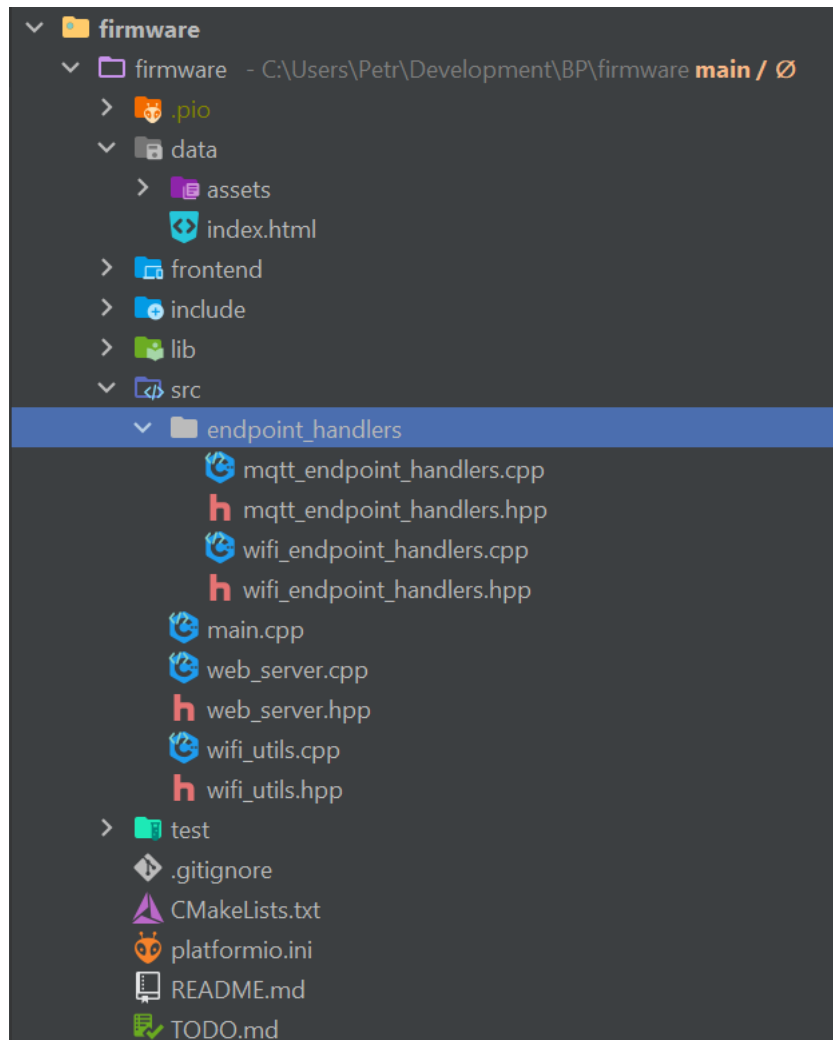 firmware
firmware - C:\Users\Petr\Development\BP\firmware main / Ø
.pio
data
assets
index.html
frontend
include
lib
src
endpoint_handlers
mqtt_endpoint_handlers.cpp
mqtt_endpoint_handlers.hpp
wifi_endpoint_handlers.cpp
wifi_endpoint_handlers.hpp
main.cpp
web_server.cpp
web_server.hpp
wifi_utils.cpp
wifi_utils.hpp
test
.gitignore
CMakeLists.txt
platformio.ini
README.md
TODO.md